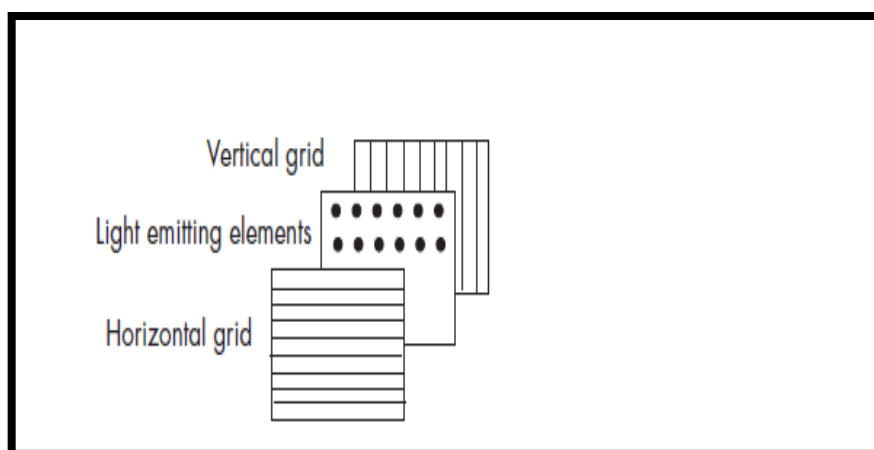 Vertical grid
Light emitting elements
Horizontal grid